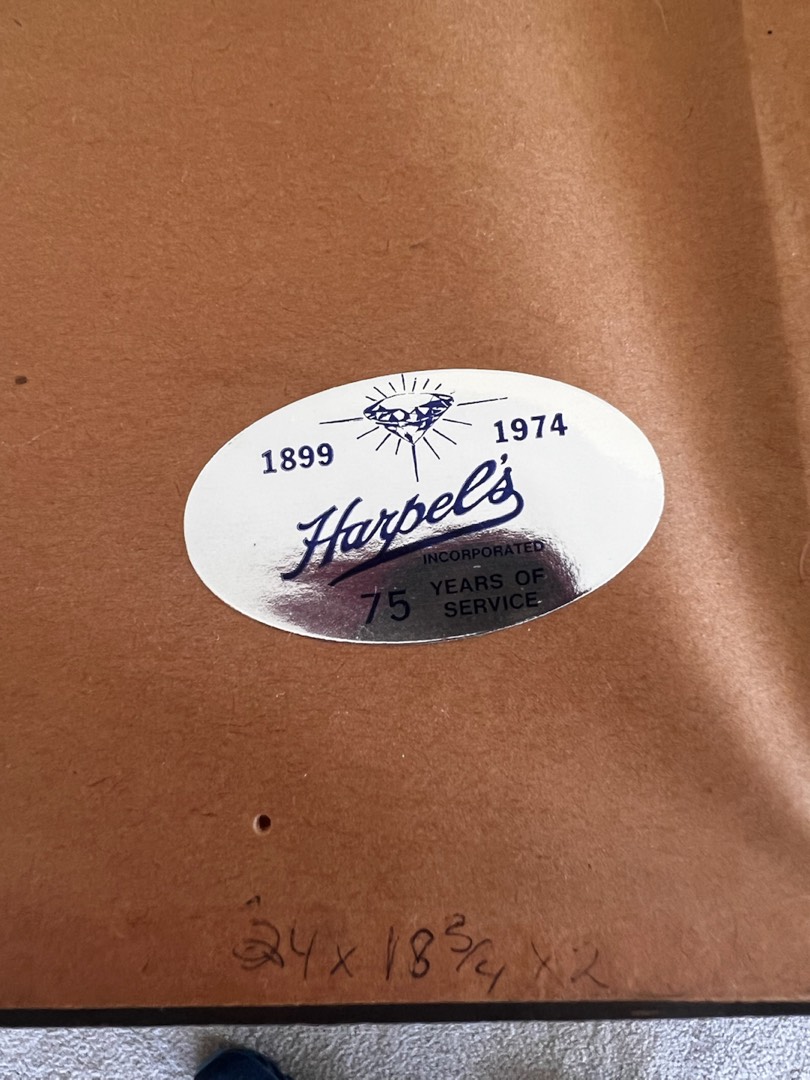 1899 1974
Harpel's
INCORPORATED
75 YEARS OF
SERVICE
24 x 18 3/4 x 2